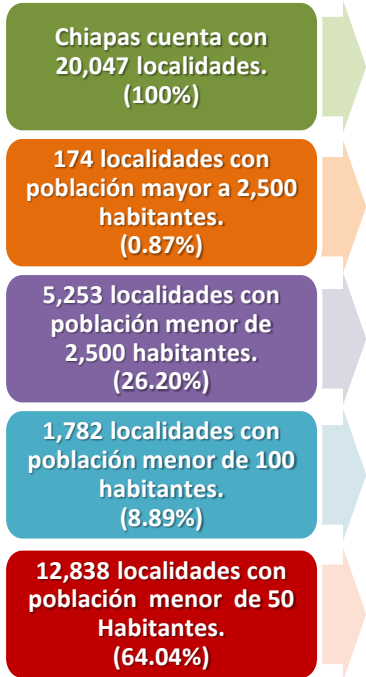 Chiapas cuenta con
20,047 localidades.
(100%)
174 localidades con
población mayor a 2,500
habitantes.
(0.87%)
5,253 localidades con
población menor de
2,500 habitantes.
(26.20%)
1,782 localidades con
población menor de 100
habitantes.
(8.89%)
12,838 localidades con
población menor de 50
Habitantes.
(64.04%)